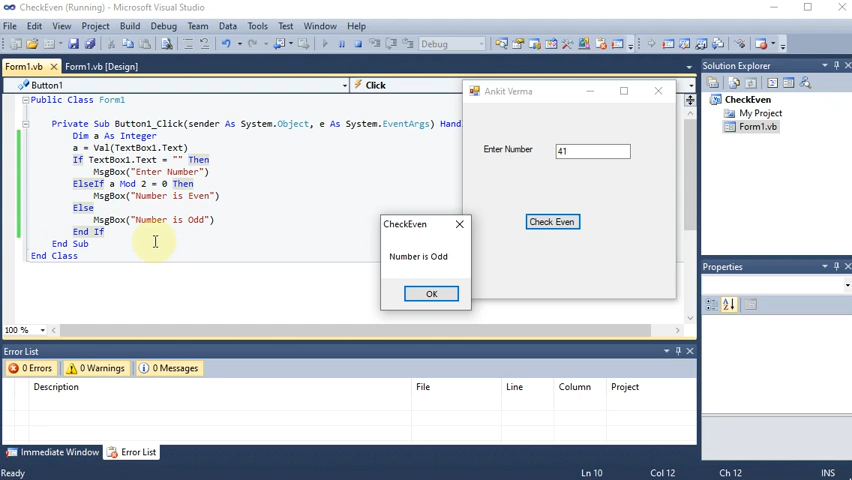 CheckEven (Running) - Microsoft Visual Studio
File Edit View Project Build Debug Team Data Tools Test Window Help
Debug
Form1.vb Form1.vb [Design]
Button1
Click
Public Class Form1
Private Sub Button1_Click(sender As System.Object, e As System.EventArgs) Handl
Dim a As Integer
a = Val(TextBox1.Text)
If TextBox1.Text = "" Then
MsgBox("Enter Number")
ElseIf a Mod 2 = 0 Then
MsgBox("Number is Even")
Else
MsgBox("Number is Odd")
End If
End Sub
End Class
100 %
Ankit Verma
Enter Number 41
Check Even
CheckEven
Number is Odd
OK
Solution Explorer
CheckEven
My Project
Form1.vb
Properties
Error List
0 Errors 0 Warnings 0 Messages
Description File Line Column Project
Immediate Window Error List
Ready Ln 10 Col 12 Ch 12 INS